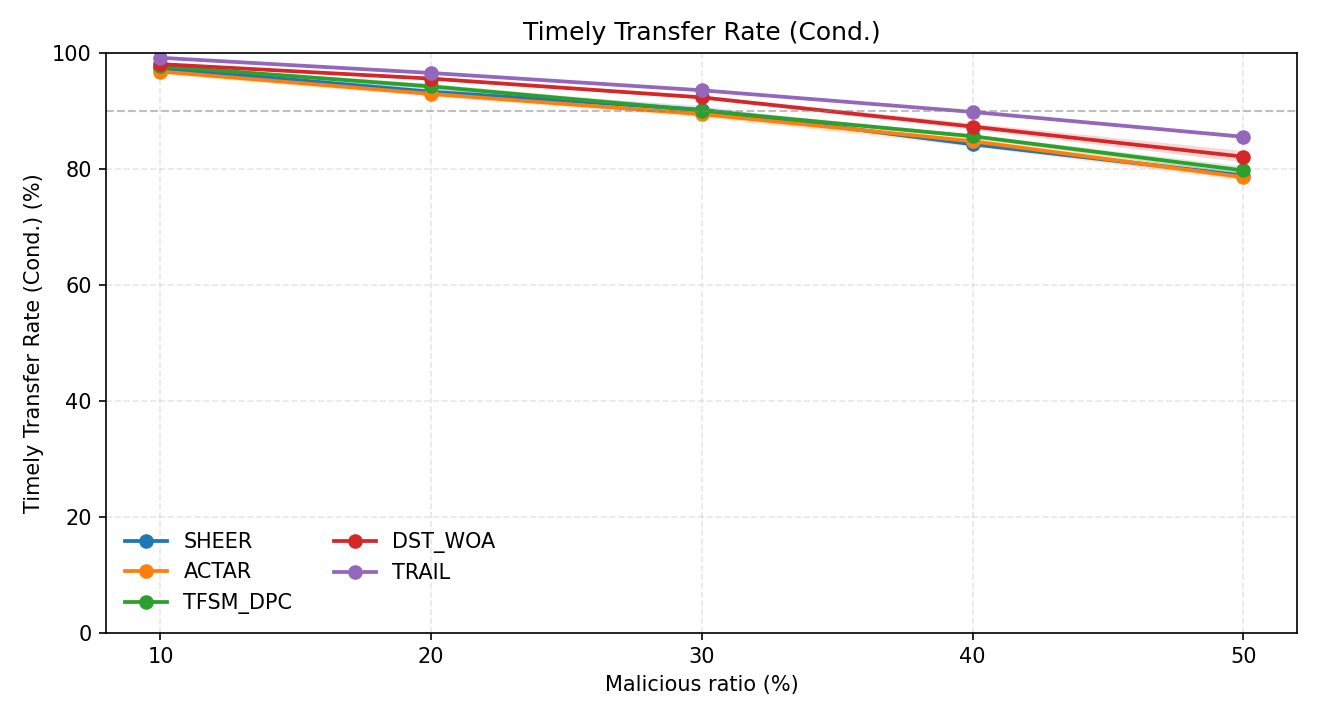 Timely Transfer Rate (Cond.)
Timely Transfer Rate (Cond.) (%)
100
80
60
40
20
0
SHEER
ACTAR
TFSM_DPC
DST_WOA
TRAIL
10 20 30 40 50
Malicious ratio (%)